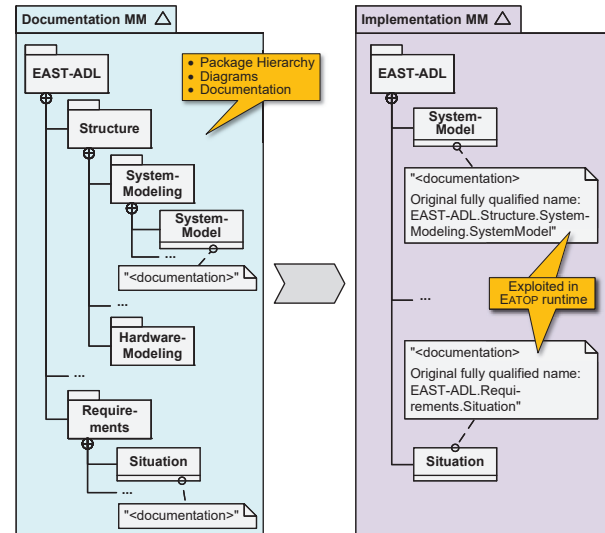 Documentation MM
EAST-ADL
• Package Hierarchy
• Diagrams
• Documentation
Structure
System-
Modeling
System-
Model
"<documentation>"
...
...
Hardware-
Modeling
...
Require-
ments
Situation
...
"<documentation>"
Implementation MM
EAST-ADL
System-
Model
"<documentation>
Original fully qualified name:
EAST-ADL.Structure.System-
Modeling.SystemModel"
Exploited in
EATOP runtime
...
"<documentation>
Original fully qualified name:
EAST-ADL.Requi-
rements.Situation"
Situation